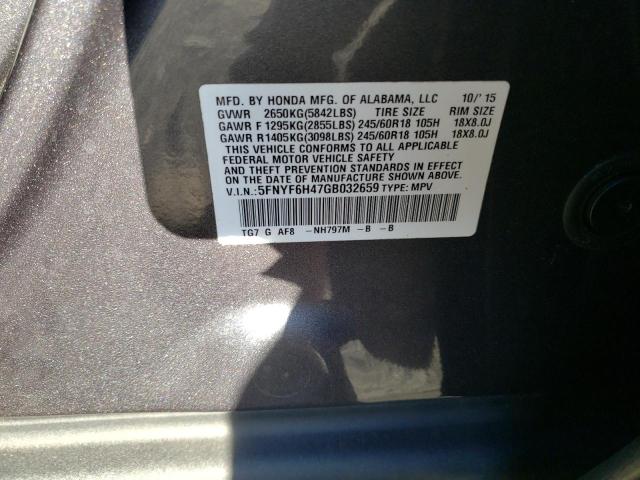 MFD. BY HONDA MFG. OF ALABAMA, LLC 10/'15
GVWR 2650KG(5842LBS) TIRE SIZE RIM SIZE
GAWR F 1295KG(2855LBS) 245/60R18 105H 18X8.0J
GAWR R 1405KG(3098LBS) 245/60R18 105H 18X8.0J
THIS VEHICLE CONFORMS TO ALL APPLICABLE
FEDERAL MOTOR VEHICLE SAFETY
AND THEFT PREVENTION STANDARDS IN
EFFECT ON THE DATE OF MANUFACTURE SHOWN ABOVE.
V.I.N.:5FNYF6H47GB032659 TYPE: MPV
TG7 G AF8 -NH797M -B -B